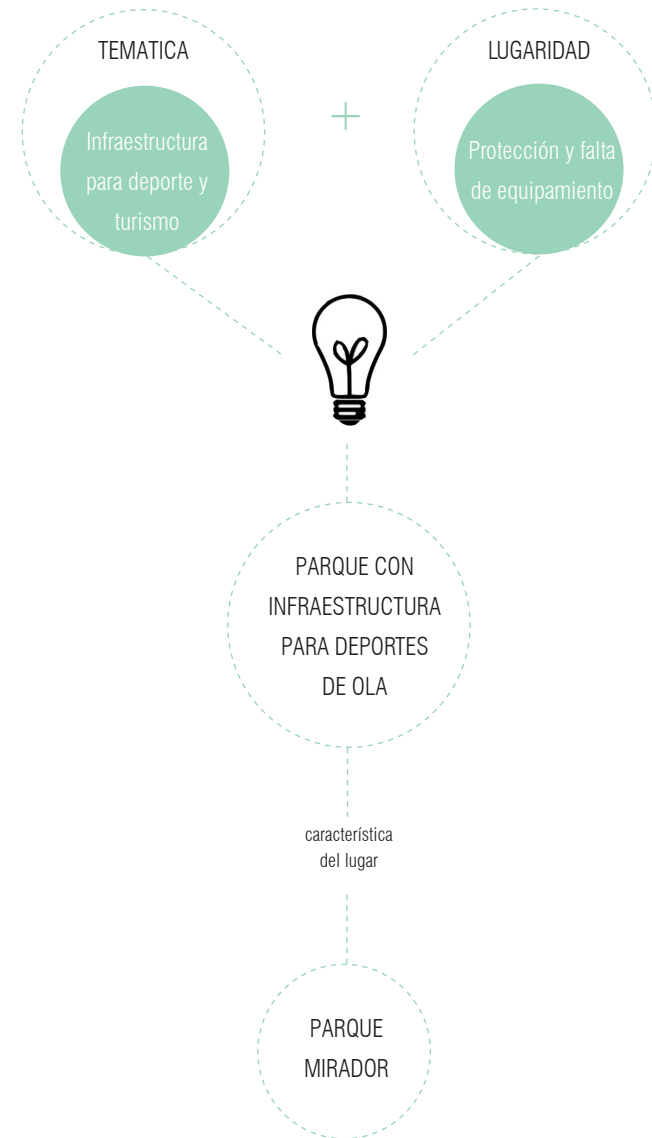 TEMATICA
Infraestructura
para deporte y
turismo
+
LUGARIDAD
Protección y falta
de equipamiento
PARQUE CON
INFRAESTRUCTURA
PARA DEPORTES
DE OLA
característica
del lugar
PARQUE
MIRADOR